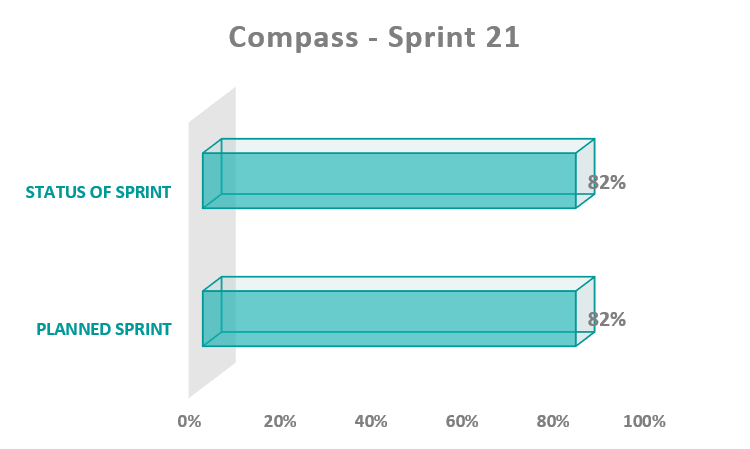 Compass - Sprint 21
STATUS OF SPRINT
82%
PLANNED SPRINT
82%
0% 20% 40% 60% 80% 100%